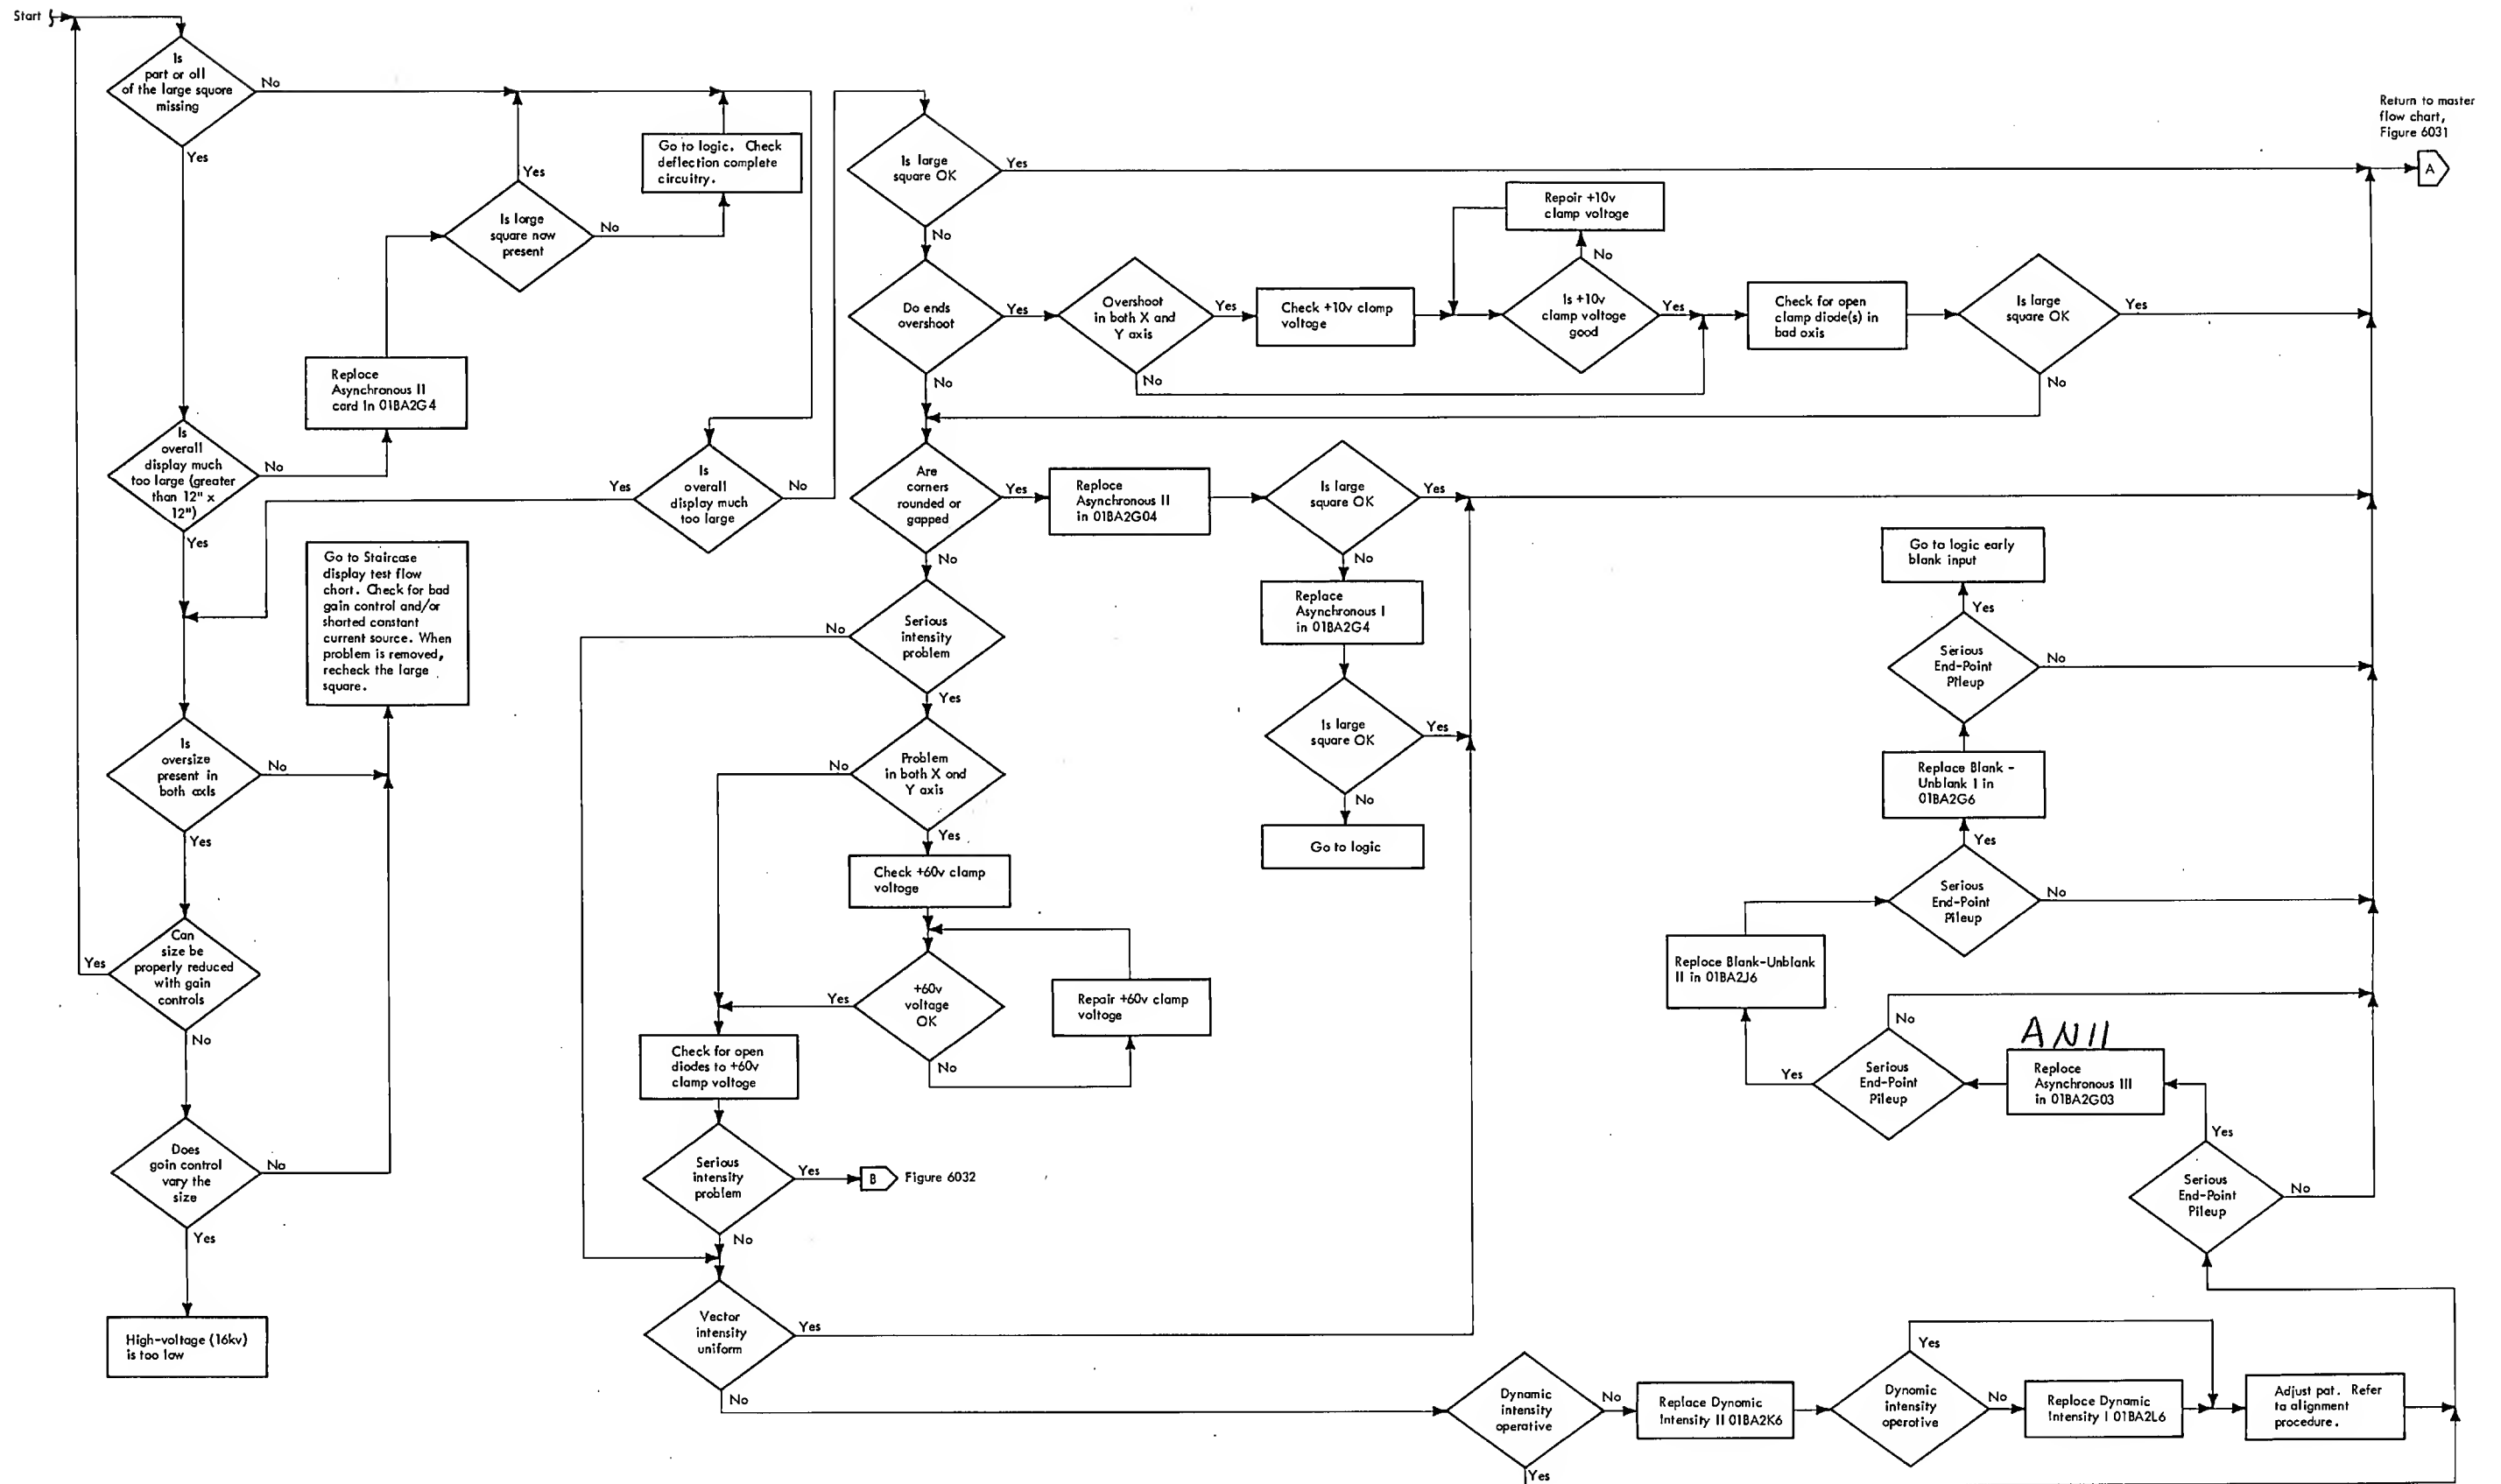 Start
Is
part or all
of the large square
missing
No
Yes
Go to logic. Check
deflection complete
circuitry.
Yes
Is large
square now
present
No
Replace
Asynchronous II
card in 01BA2G4
Is
overall
display much
too large (greater
than 12" x
12")
No
Yes
Is
overall
display much
too large
Yes
No
Go to Staircase
display test flow
chart. Check for bad
gain control and/or
shorted constant
current source. When
problem is removed,
recheck the large
square.
Is
oversize
present in
both axis
No
Yes
Can
size be
properly reduced
with gain
controls
Yes
No
Does
gain control
vary the
size
No
Yes
High-voltage (16kv)
is too low
Is large
square OK
Yes
No
Return to master
flow chart,
Figure 6031
A
Do ends
overshoot
Yes
No
Overshoot
in both X and
Y axis
Yes
No
Check +10v clamp
voltage
Repair +10v
clamp voltage
No
Is +10v
clamp voltage
good
Yes
Check for open
clamp diode(s) in
bad axis
Is large
square OK
Yes
No
Are
corners
rounded or
gapped
Yes
No
Replace
Asynchronous II
in 01BA2G04
Is large
square OK
Yes
No
Replace
Asynchronous I
in 01BA2G4
Is large
square OK
Yes
No
Go to logic
Serious
intensity
problem
No
Yes
Problem
in both X and
Y axis
No
Yes
Check +60v clamp
voltage
+60v
voltage
OK
Yes
No
Repair +60v clamp
voltage
Check for open
diodes to +60v
clamp voltage
Serious
intensity
problem
Yes
B
Figure 6032
No
Vector
intensity
uniform
Yes
No
Go to logic early
blank input
Yes
Serious
End-Point
Pileup
No
Replace Blank -
Unblank I in
01BA2G6
Yes
Serious
End-Point
Pileup
No
Replace Blank-Unblank
II in 01BA2J6
No
Serious
End-Point
Pileup
Yes
AN11
Replace
Asynchronous III
in 01BA2G03
Yes
Serious
End-Point
Pileup
No
Dynamic
intensity
operative
No
Yes
Replace Dynamic
Intensity II 01BA2K6
Yes
Dynamic
intensity
operative
No
Replace Dynamic
Intensity I 01BA2L6
Adjust pat. Refer
to alignment
procedure.